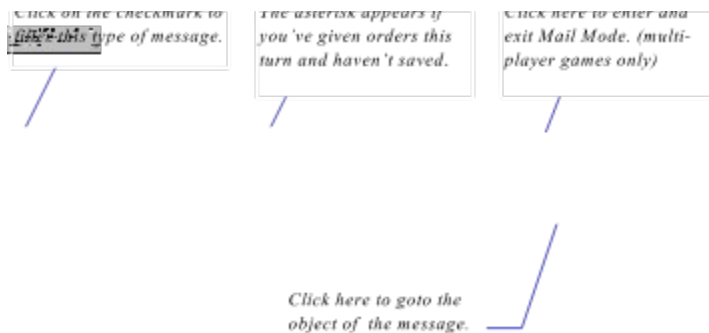 Click on the checkmark to
this type of message.
The asterisk appears if
you've given orders this
turn and haven't saved.
Click here to enter and
exit Mail Mode. (multi-
player games only)
Click here to goto the
object of the message.